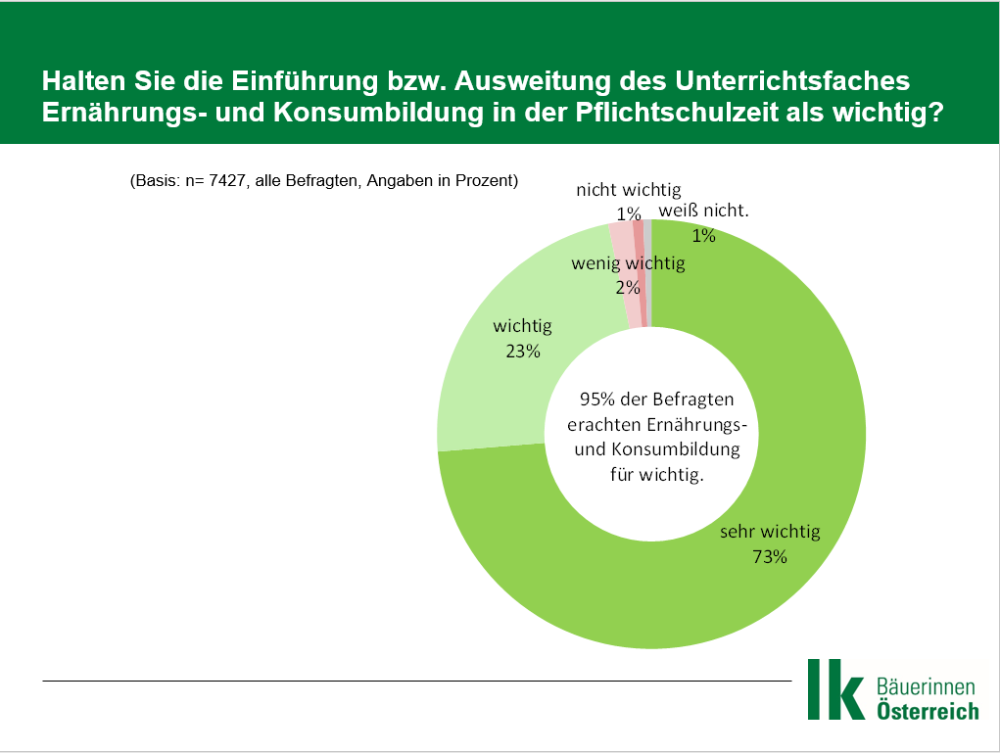 Halten Sie die Einführung bzw. Ausweitung des Unterrichtsfaches
Ernährungs- und Konsumbildung in der Pflichtschulzeit als wichtig?
(Basis: n= 7427, alle Befragten, Angaben in Prozent)
nicht wichtig
1%
weiß nicht.
1%
wenig wichtig
2%
wichtig
23%
95% der Befragten
erachten Ernährungs-
und Konsumbildung
für wichtig.
sehr wichtig
73%
lk
Bäuerinnen
Österreich